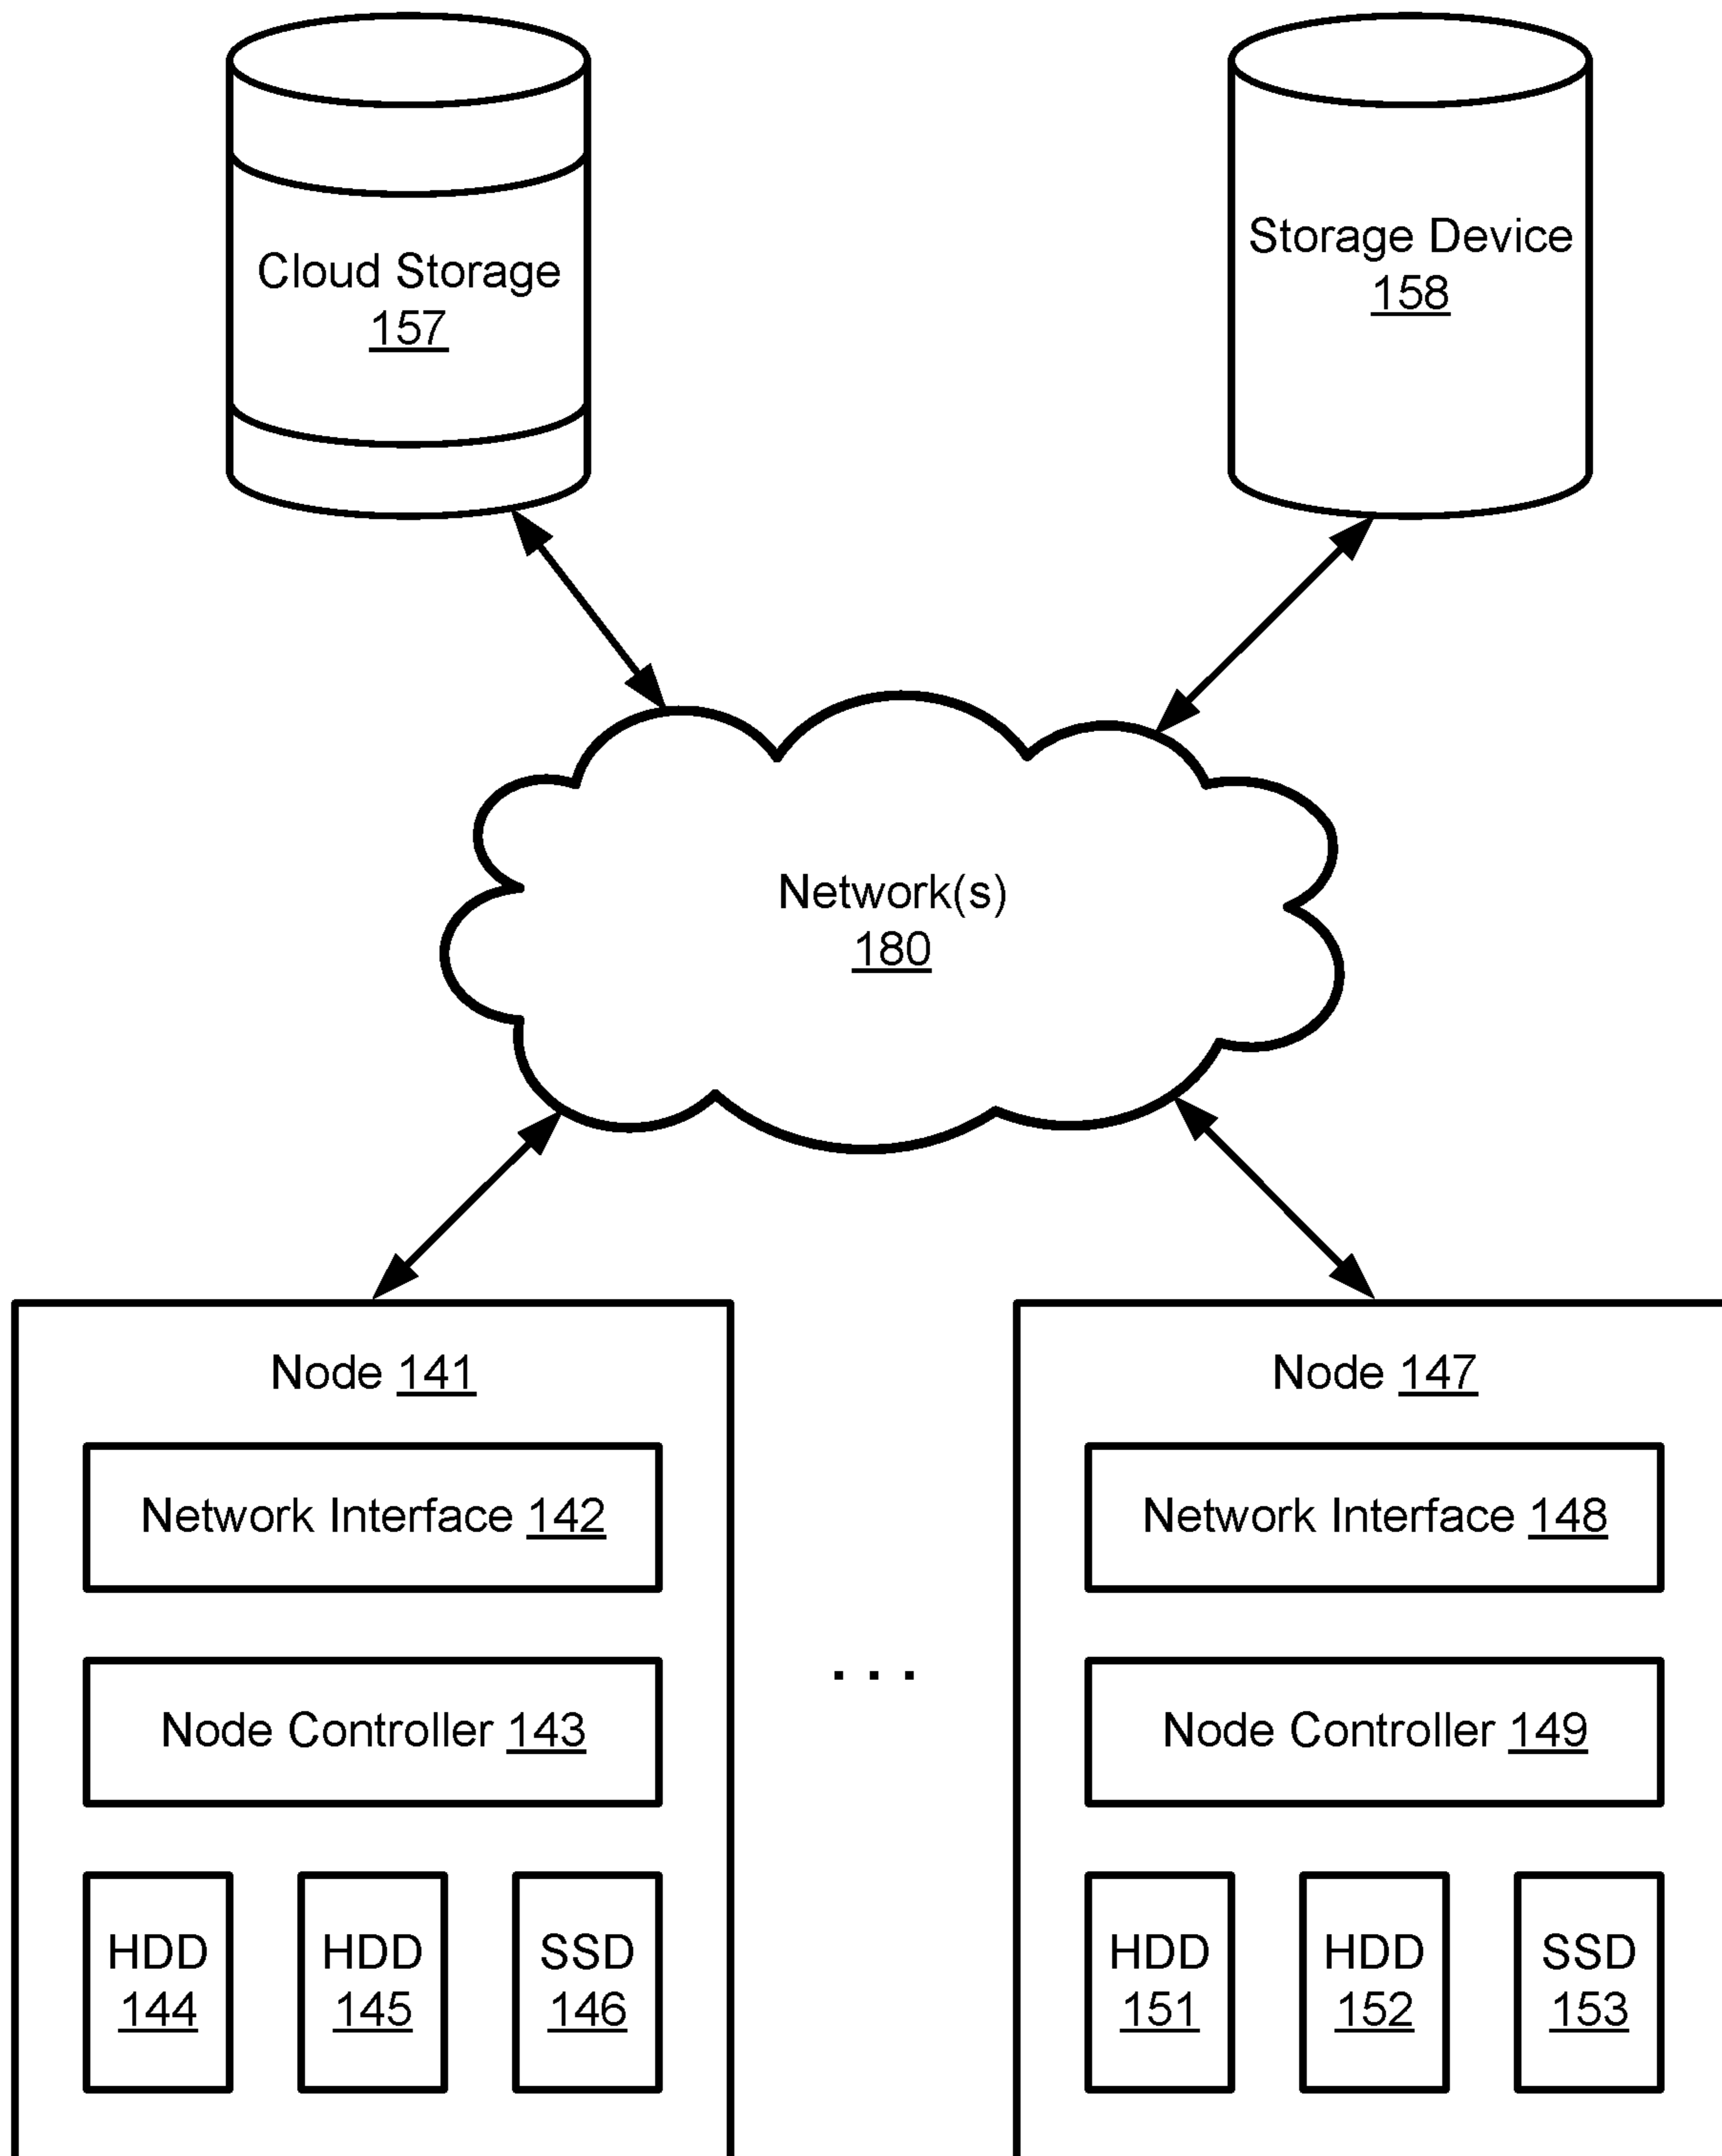 Cloud Storage
157
Storage Device
158
Network(s)
180
Node 141
Network Interface 142
Node Controller 143
HDD
144
HDD
145
SSD
146
. . .
Node 147
Network Interface 148
Node Controller 149
HDD
151
HDD
152
SSD
153